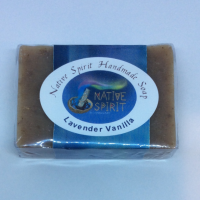 Native Spirit Handmade Soap
NATIVE
SPIRIT
Lavender Vanilla